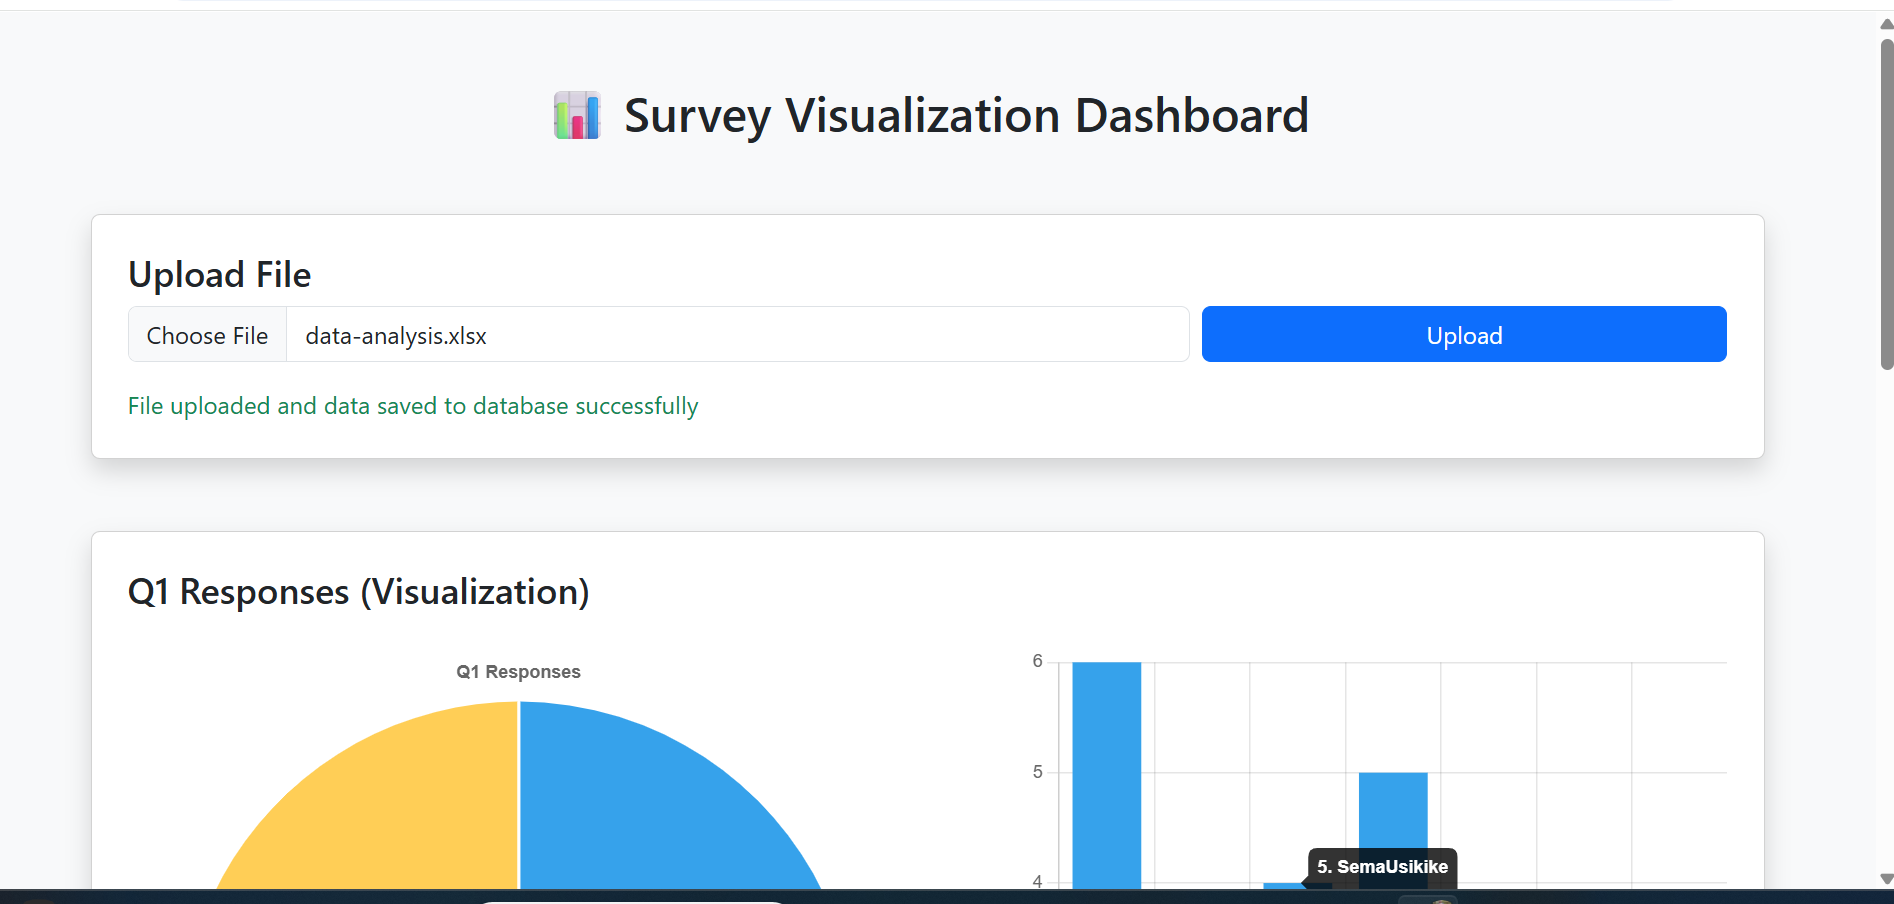 Survey Visualization Dashboard
Upload File
Choose File data-analysis.xlsx Upload
File uploaded and data saved to database successfully
Q1 Responses (Visualization)
Q1 Responses
6
5
4
5. SemaUsikike